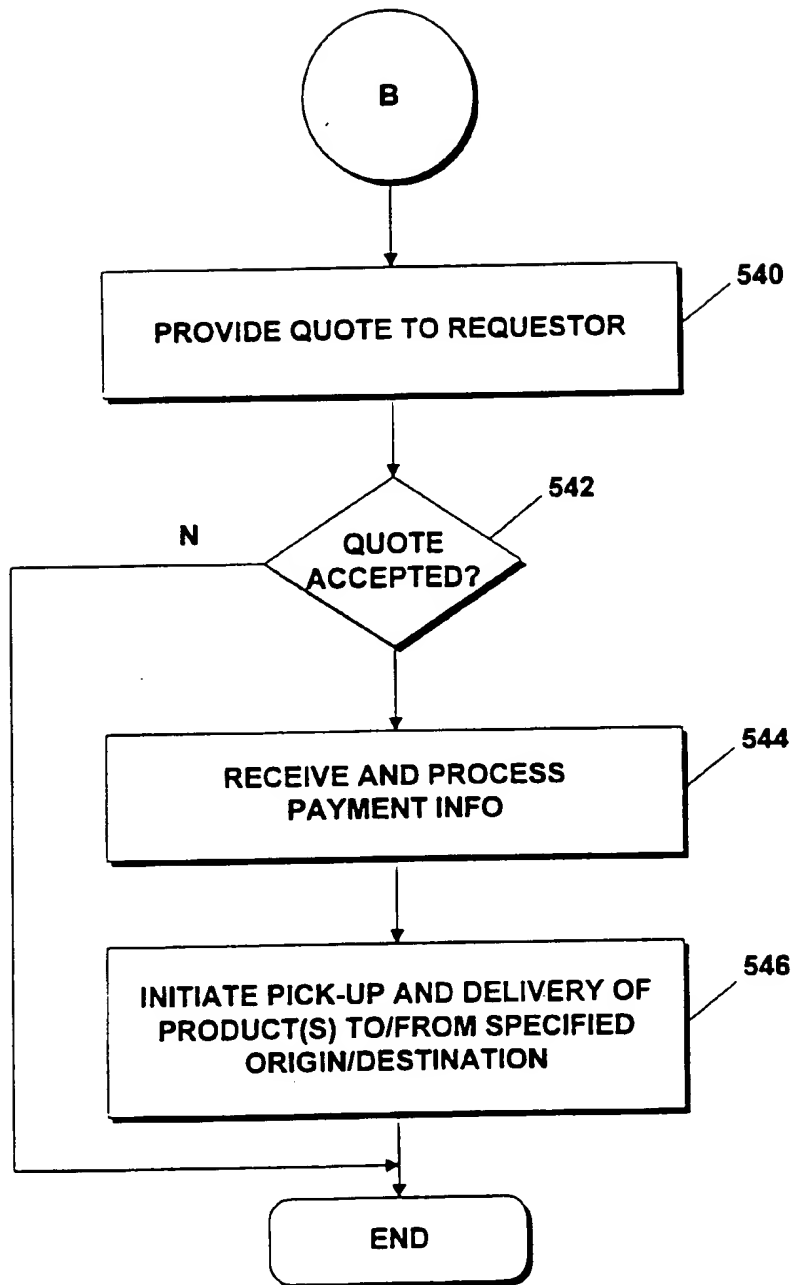 B
540
PROVIDE QUOTE TO REQUESTOR
542
N
QUOTE
ACCEPTED?
544
RECEIVE AND PROCESS
PAYMENT INFO
546
INITIATE PICK-UP AND DELIVERY OF
PRODUCT(S) TO/FROM SPECIFIED
ORIGIN/DESTINATION
END